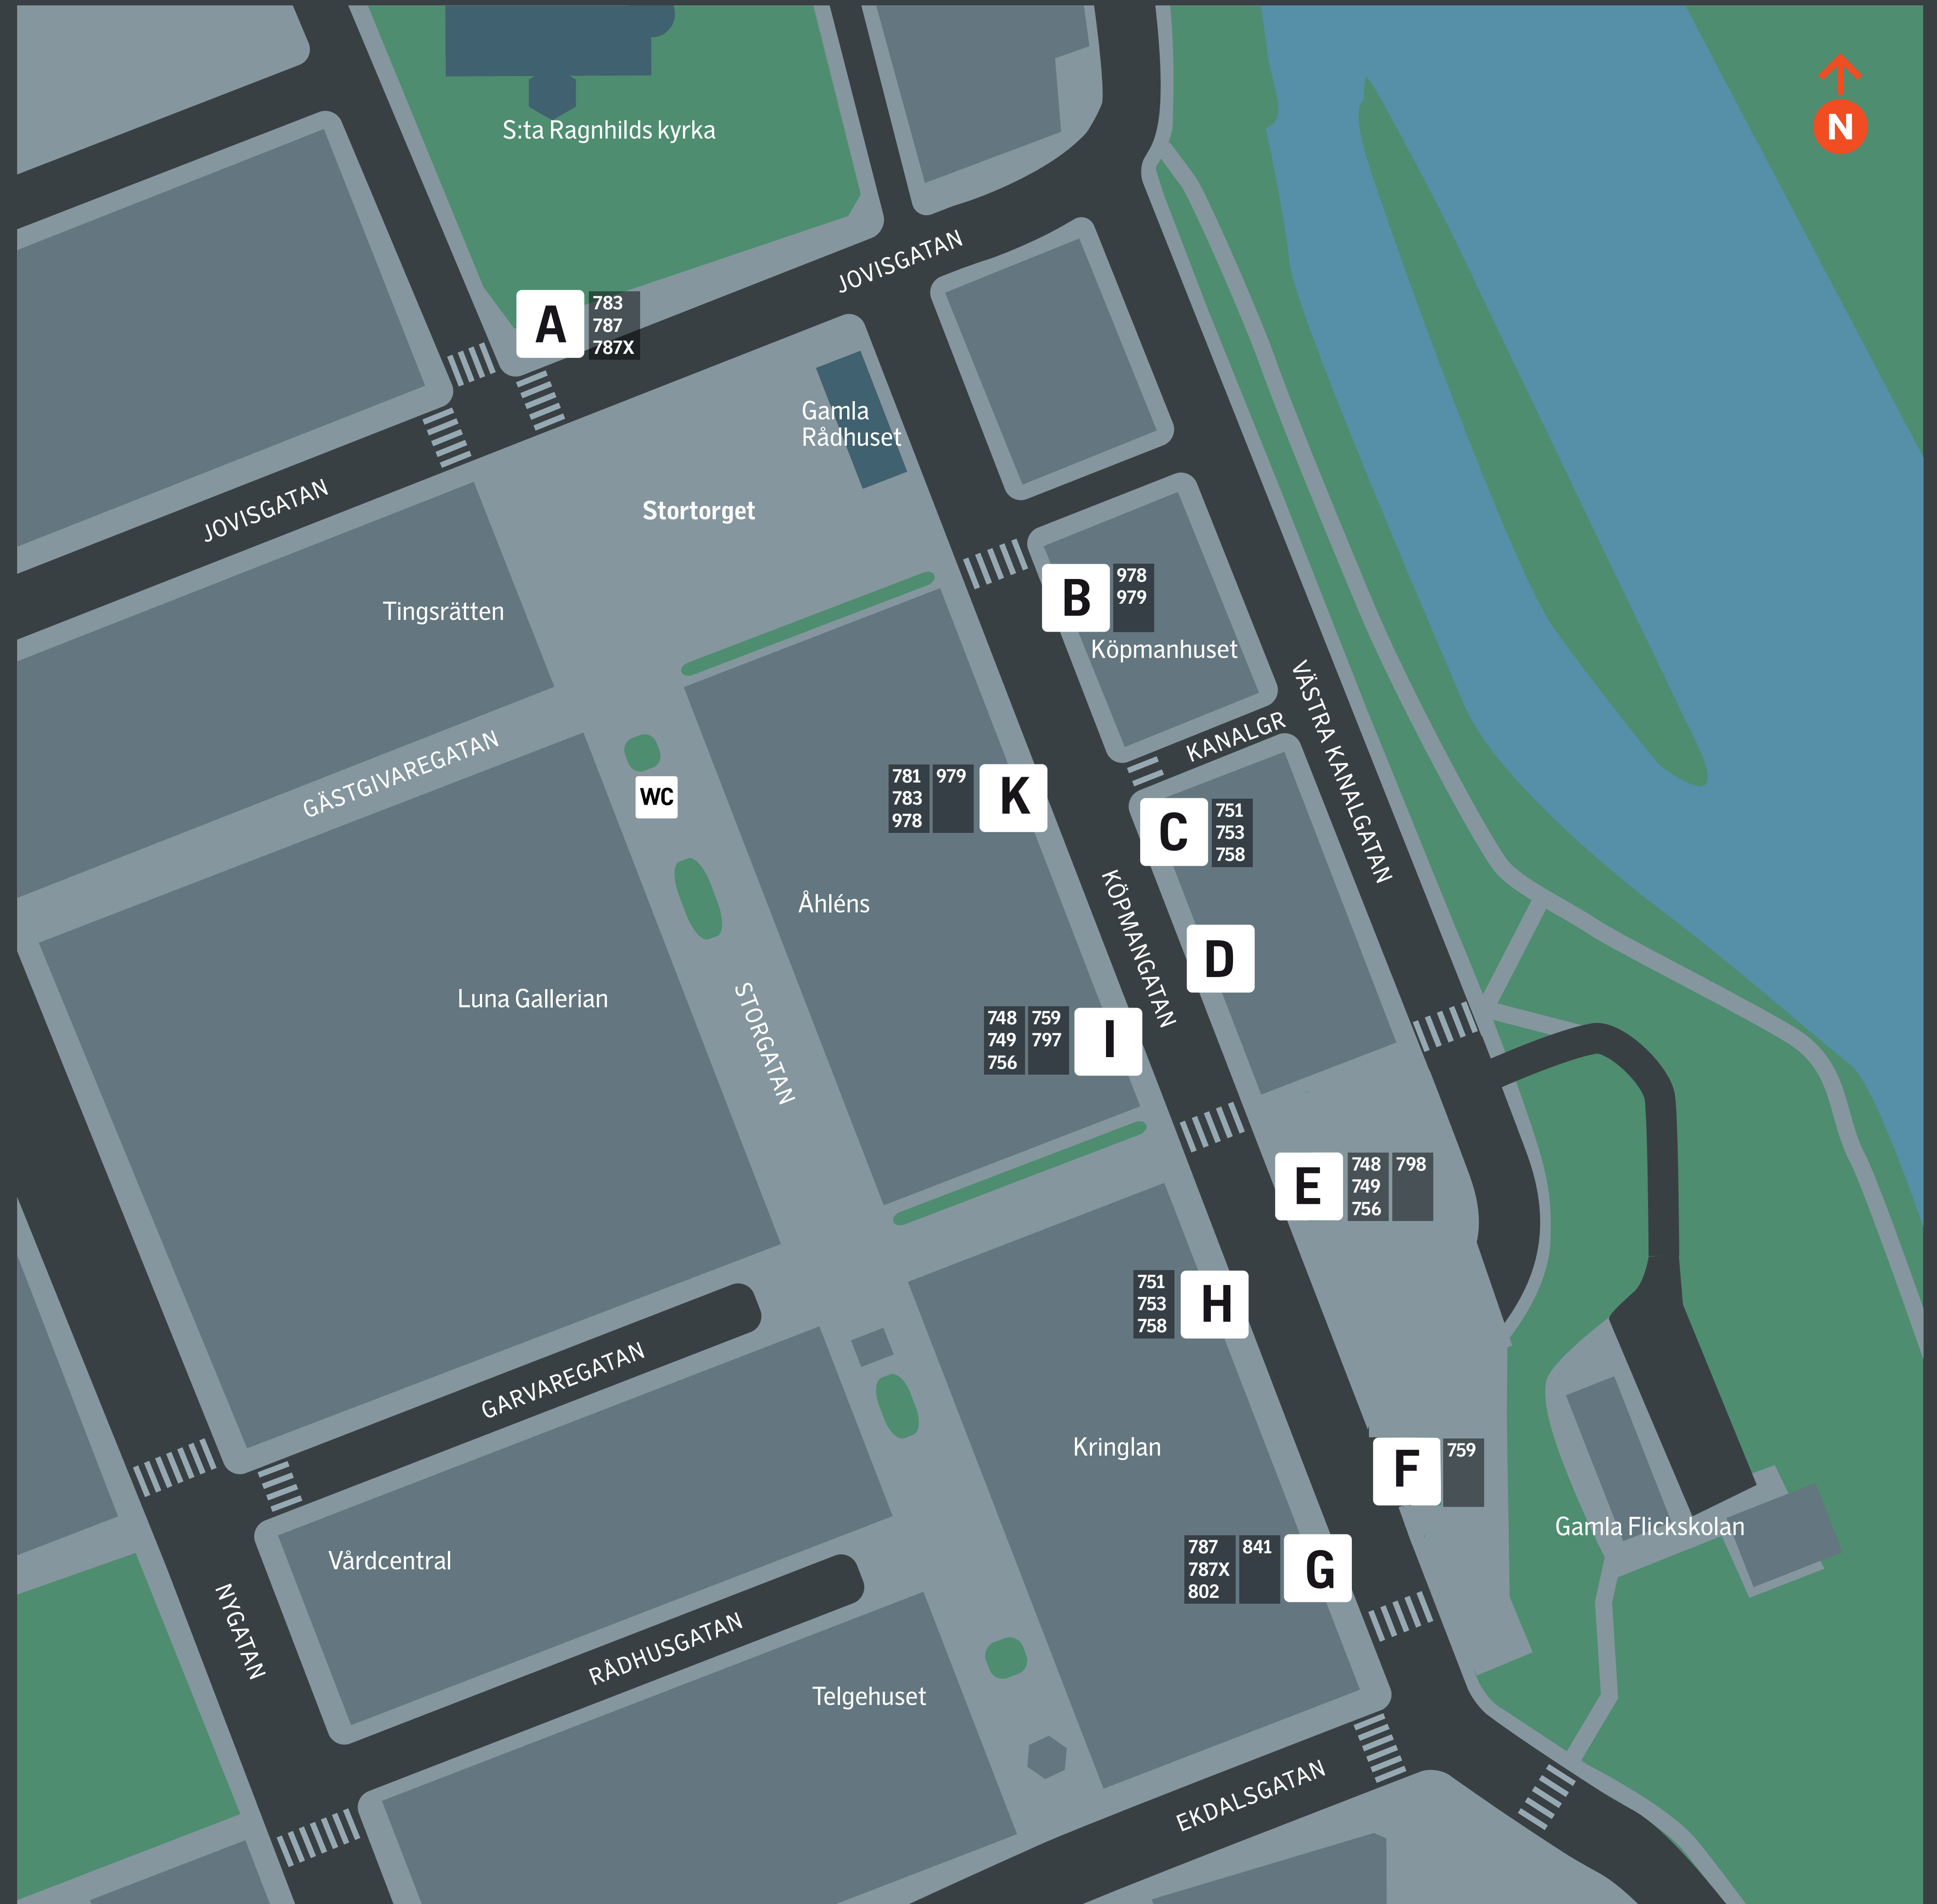 N
S:ta Ragnhilds kyrka
JOVISGATAN
A
783
787
787X
Gamla
Rådhuset
JOVISGATAN
Stortorget
B
978
979
Tingsrätten
Köpmanhuset
VÄSTRA KANALGATAN
KANALGR
GÄSTGIVAREGATAN
WC
781
783
978
979
K
C
751
753
758
KÖPMANGATAN
Åhléns
D
Luna Gallerian
STORGATAN
748
749
756
759
797
I
E
748
749
756
798
751
753
758
H
GARVAREGATAN
Kringlan
F
759
Gamla Flickskolan
Vårdcentral
787
787X
802
841
G
NYGATAN
RÅDHUSGATAN
Telgehuset
EKDALSGATAN